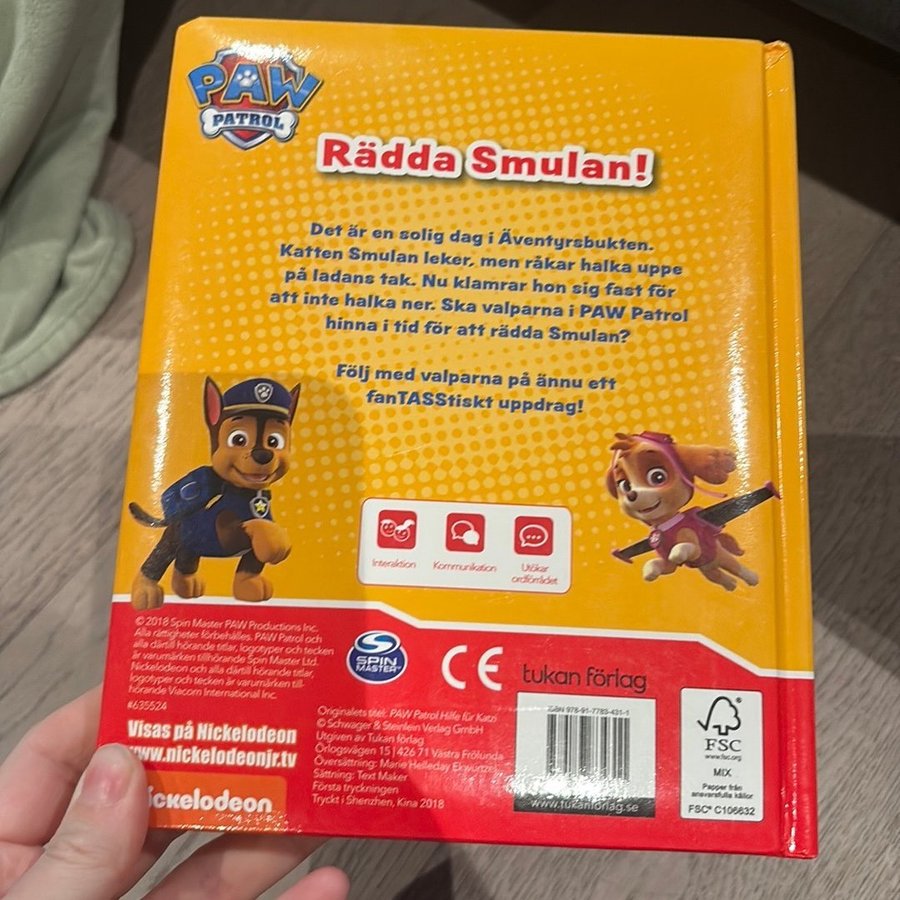 PAW
PATROL
Rädda Smulan!
Det är en solig dag i Äventyrsbukten.
Katten Smulan leker, men råkar halka uppe
på ladans tak. Nu klamrar hon sig fast för
att inte halka ner. Ska valparna i PAW Patrol
hinna i tid för att rädda Smulan?
Följ med valparna på ännu ett
fanTASStiskt uppdrag!
Interaktion
Kommunikation
Utökar
ordförrådet
© 2018 Spin Master PAW Productions Inc.
Alla rättigheter förbehålles. PAW Patrol och
alla därtill hörande titlar, logotyper och tecken
är varumärken tillhörande Spin Master Ltd.
Nickelodeon och alla därtill hörande titlar,
logotyper och tecken är varumärken till-
hörande Viacom International Inc.
#635524
Visas på Nickelodeon
www.nickelodeonjr.tv
nickelodeon
SPIN
MASTER
CE
tukan förlag
Originalets titel: PAW Patrol Hilfe für Katzi
© Schwager & Steinlein Verlag GmbH
Utgiven av Tukan förlag
Örlogsvägen 15 | 426 71 Västra Frölunda
Översättning: Marie Helleday Ekwurtzel
Sättning: Text Maker
Första tryckningen
Tryckt i Shenzhen, Kina 2018
ISBN 978-91-7783-431-1
www.tukanforlag.se
FSC
www.fsc.org
MIX
Papper från
ansvarsfulla källor
FSC® C106632